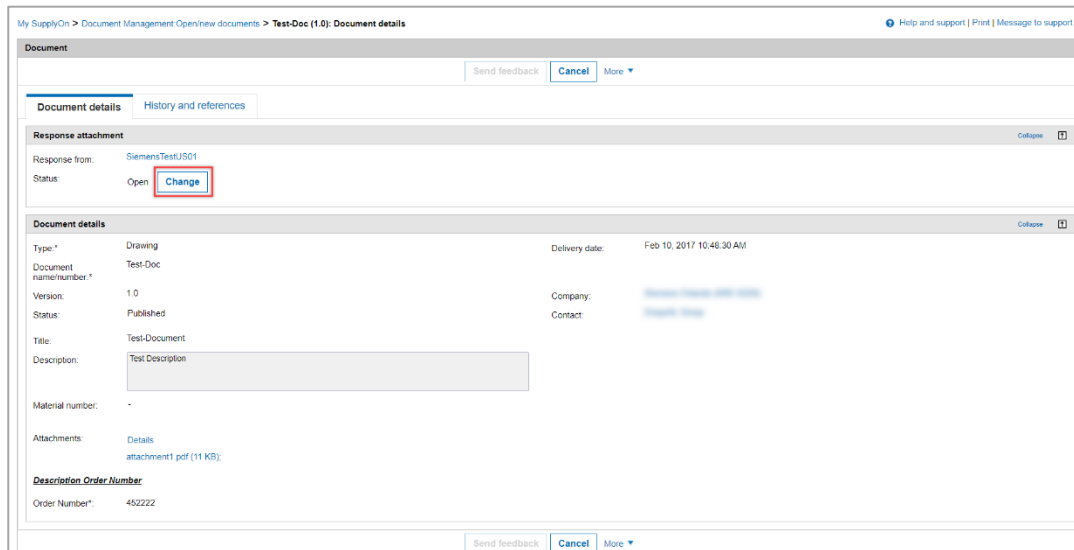 My SupplyOn > Document Management Open/new documents > Test-Doc (1.0): Document details
Help and support | Print | Message to support
Document
Send feedback Cancel More
Document details History and references
Response attachment Collapse
Response from: SiemensTestUS01
Status: Open Change
Document details Collapse
Type:* Drawing Delivery date: Feb 10, 2017 10:48:30 AM
Document name/number:* Test-Doc
Version: 1.0 Company:
Status: Published Contact:
Title: Test-Document
Description: Test Description
Material number: -
Attachments: Details
attachment1.pdf (11 KB);
Description Order Number
Order Number*: 452222
Send feedback Cancel More